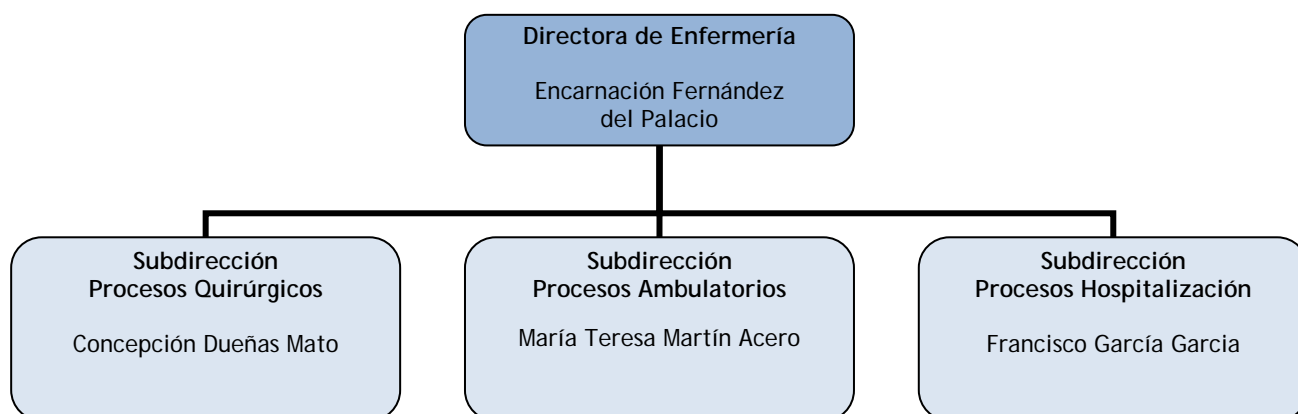 Directora de Enfermería
Encarnación Fernández
del Palacio
Subdirección
Procesos Quirúrgicos
Concepción Dueñas Mato
Subdirección
Procesos Ambulatorios
María Teresa Martín Acero
Subdirección
Procesos Hospitalización
Francisco García Garcia